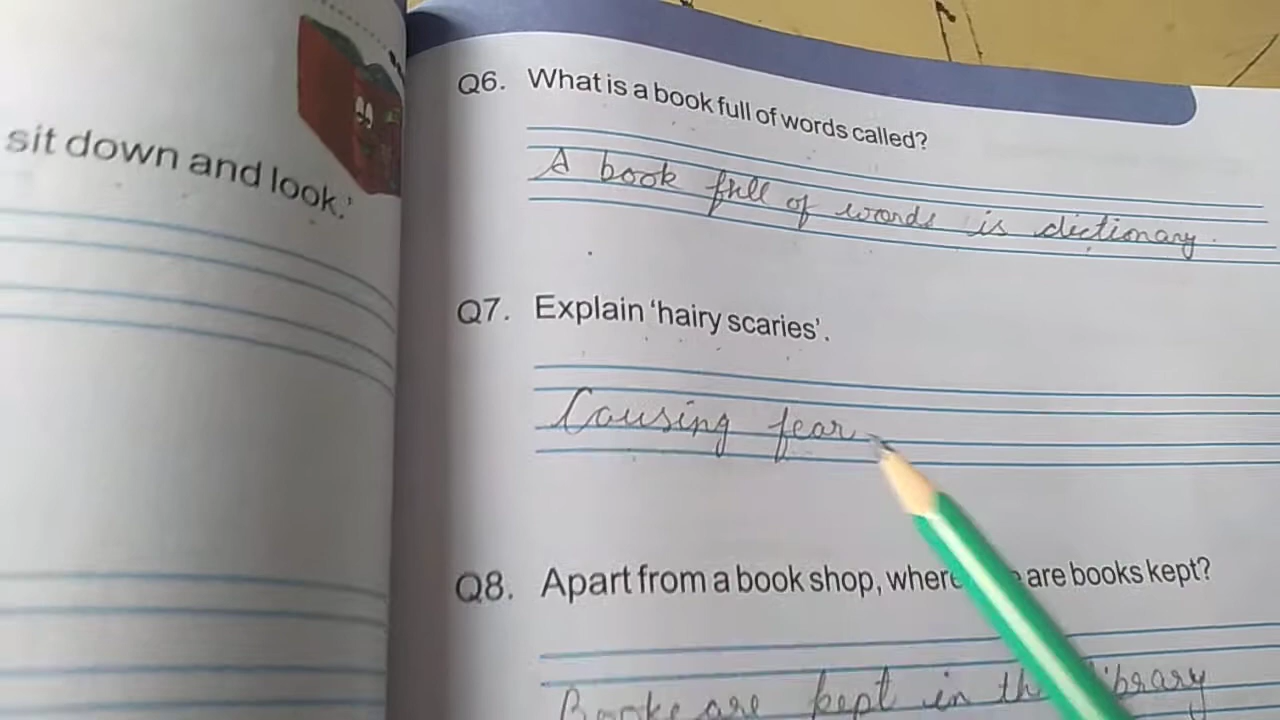 sit down and look.'
Q6. What is a book full of words called?
A book full of words is dictionary.
Q7. Explain 'hairy scaries'.
Causing fear
Q8. Apart from a book shop, where are books kept?
Books are kept in the library